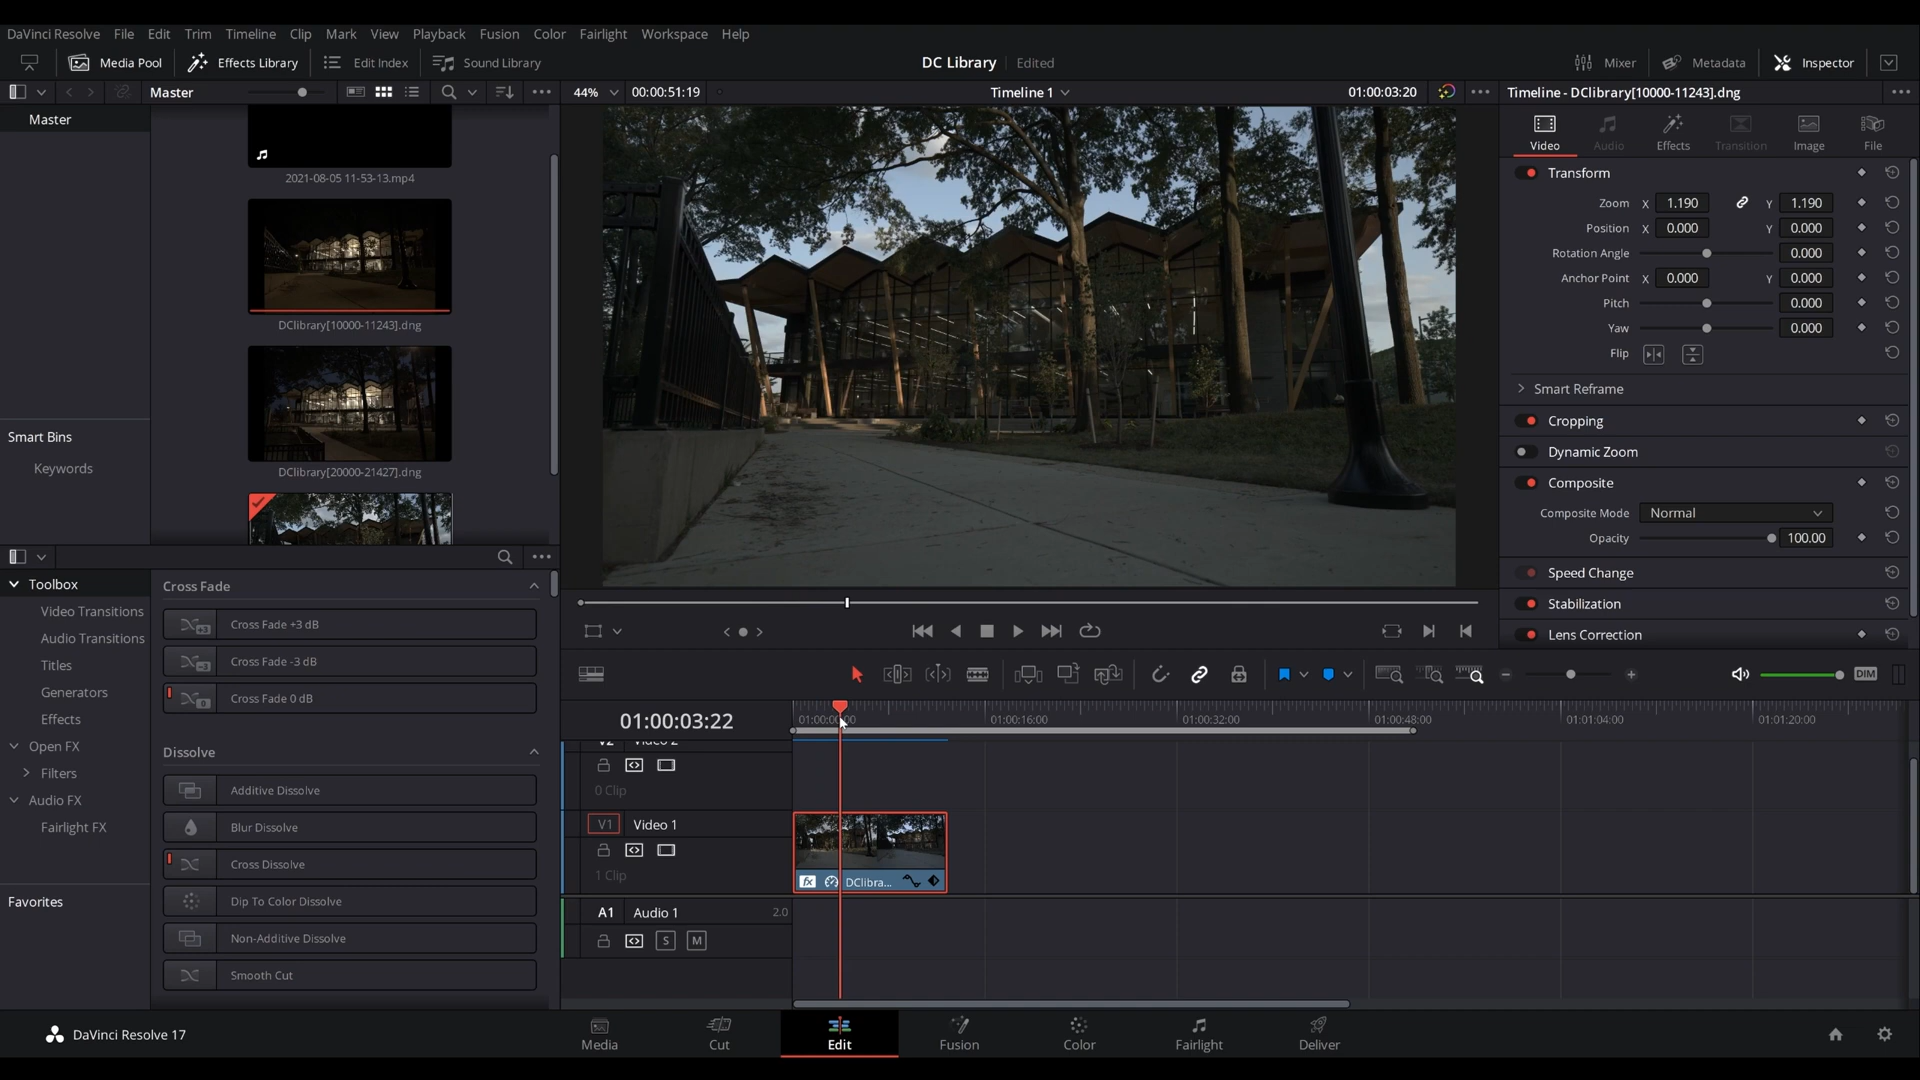 DaVinci Resolve File Edit Trim Timeline Clip Mark View Playback Fusion Color Fairlight Workspace Help
Media Pool Effects Library Edit Index Sound Library DC Library Edited Mixer Metadata Inspector
Master 44% 00:00:51:19 Timeline 1 01:00:03:20 Timeline - DClibrary[10000-11243].dng
Master
2021-08-05 11-53-13.mp4
DClibrary[10000-11243].dng
DClibrary[20000-21427].dng
Smart Bins
Keywords
Video Audio Effects Transition Image File
Transform
Zoom X 1.190 Y 1.190
Position X 0.000 Y 0.000
Rotation Angle 0.000
Anchor Point X 0.000 Y 0.000
Pitch 0.000
Yaw 0.000
Flip
Smart Reframe
Cropping
Dynamic Zoom
Composite
Composite Mode Normal
Opacity 100.00
Speed Change
Stabilization
Lens Correction
Toolbox
Video Transitions
Audio Transitions
Titles
Generators
Effects
Open FX
Filters
Audio FX
Fairlight FX
Favorites
Cross Fade
Cross Fade +3 dB
Cross Fade -3 dB
Cross Fade 0 dB
Dissolve
Additive Dissolve
Blur Dissolve
Cross Dissolve
Dip To Color Dissolve
Non-Additive Dissolve
Smooth Cut
DIM
01:00:03:22 01:00:00:00 01:00:16:00 01:00:32:00 01:00:48:00 01:01:04:00 01:01:20:00
V2 Video 2
0 Clip
V1 Video 1
1 Clip
fx DClibra...
A1 Audio 1 2.0
S M
DaVinci Resolve 17 Media Cut Edit Fusion Color Fairlight Deliver